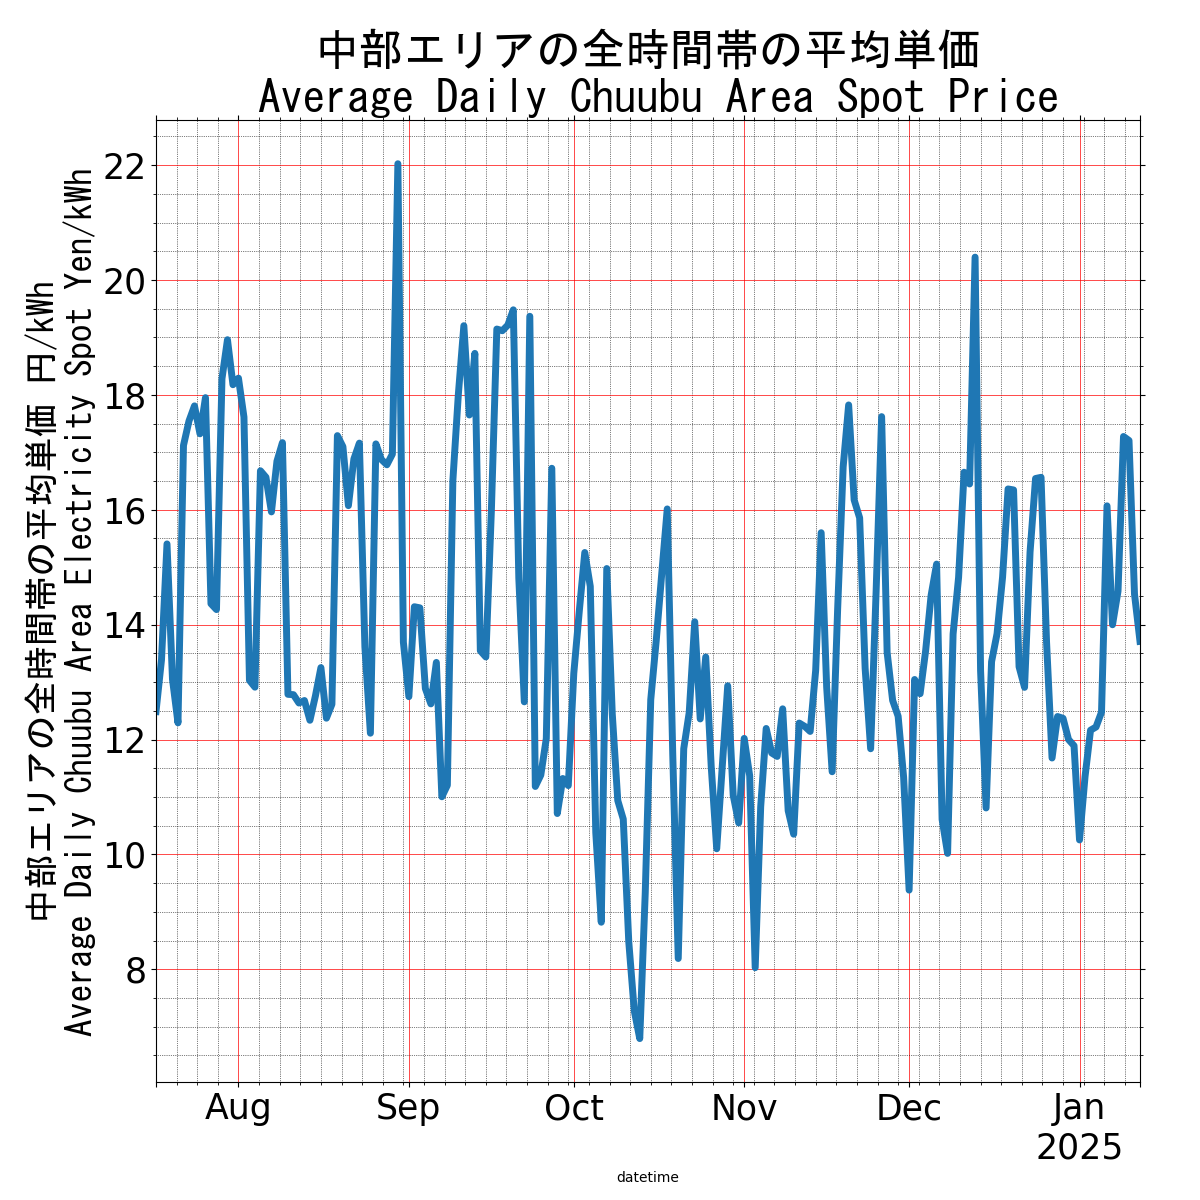 中部エリアの全時間帯の平均単価
Average Daily Chuubu Area Spot Price
中部エリアの全時間帯の平均単価 円/kWh
Average Daily Chuubu Area Electricity Spot Yen/kWh
22
20
18
16
14
12
10
8
Aug
Sep
Oct
Nov
Dec
Jan
2025
datetime